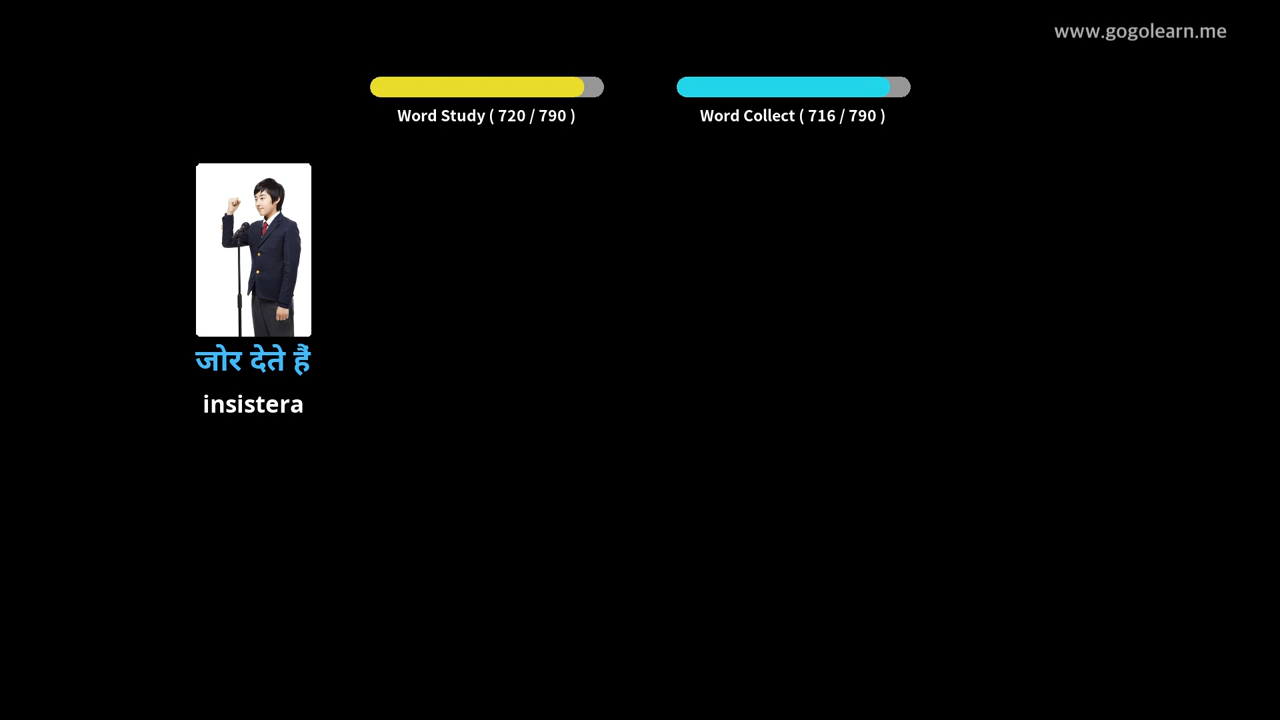 www.gogolearn.me
Word Study ( 720 / 790 )
Word Collect ( 716 / 790 )
जोर देते हैं
insistera